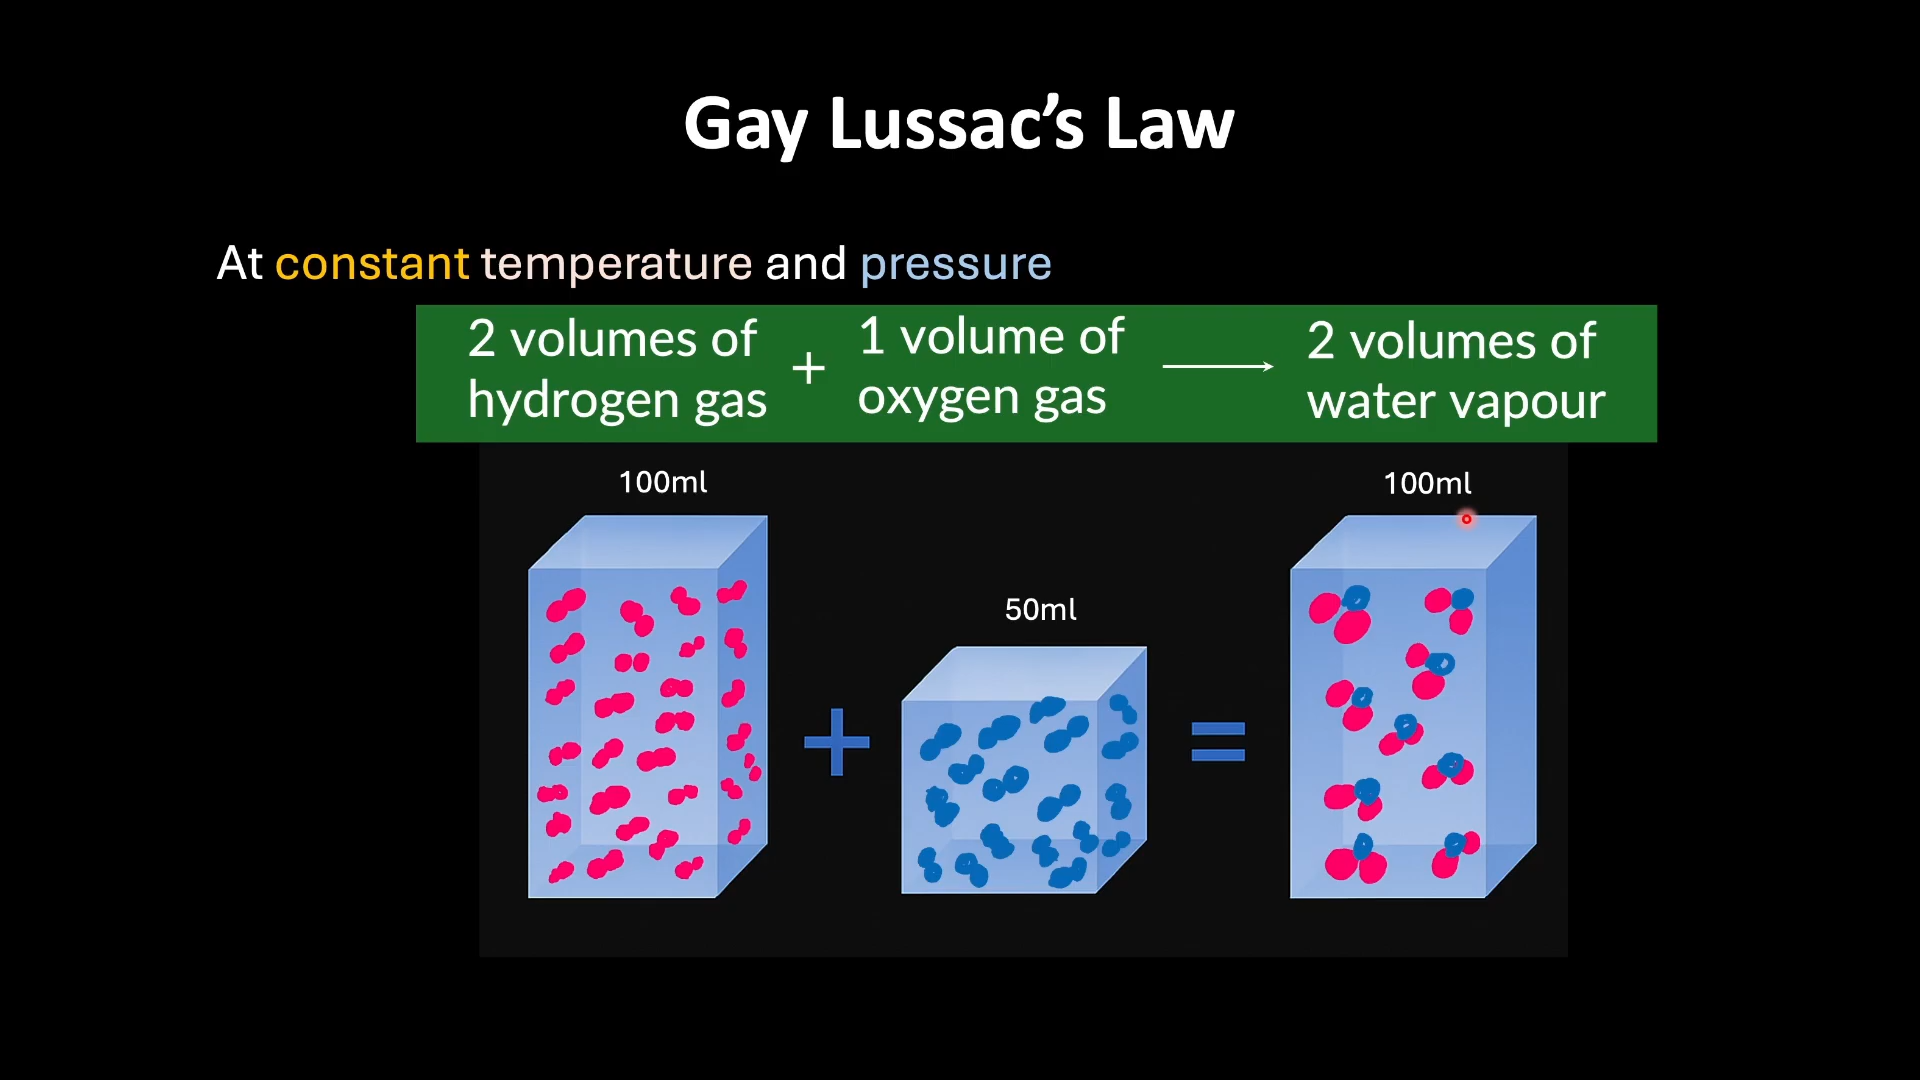 Gay Lussac’s Law
At constant temperature and pressure
2 volumes of hydrogen gas + 1 volume of oxygen gas → 2 volumes of water vapour
100ml
50ml
100ml
+ =